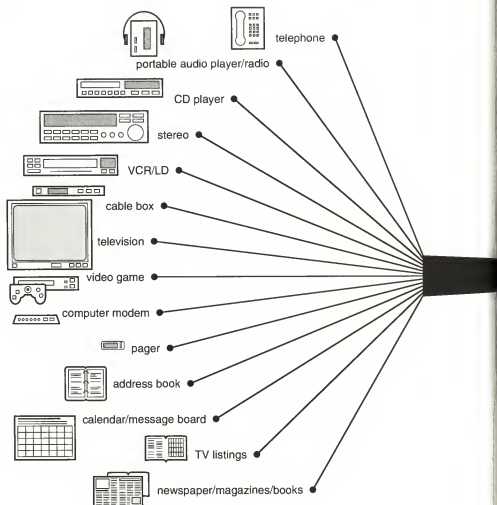 telephone
portable audio player/radio
CD player
stereo
VCR/LD
cable box
television
video game
computer modem
pager
address book
calendar/message board
TV listings
newspaper/magazines/books